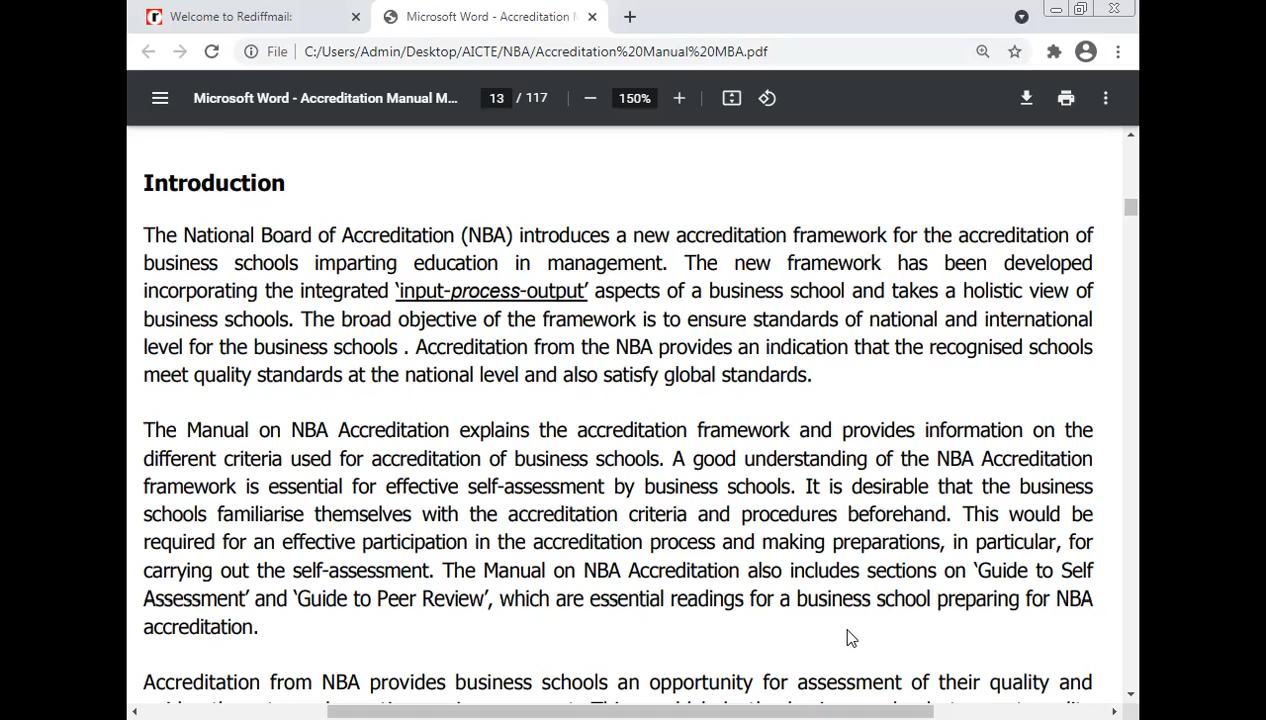 Welcome to Rediffmail:
Microsoft Word - Accreditation
File C:/Users/Admin/Desktop/AICTE/NBA/Accreditation%20Manual%20MBA.pdf
Microsoft Word - Accreditation Manual M... 13 / 117 150%
Introduction
The National Board of Accreditation (NBA) introduces a new accreditation framework for the accreditation of
business schools imparting education in management. The new framework has been developed
incorporating the integrated ‘input-process-output’ aspects of a business school and takes a holistic view of
business schools. The broad objective of the framework is to ensure standards of national and international
level for the business schools . Accreditation from the NBA provides an indication that the recognised schools
meet quality standards at the national level and also satisfy global standards.
The Manual on NBA Accreditation explains the accreditation framework and provides information on the
different criteria used for accreditation of business schools. A good understanding of the NBA Accreditation
framework is essential for effective self-assessment by business schools. It is desirable that the business
schools familiarise themselves with the accreditation criteria and procedures beforehand. This would be
required for an effective participation in the accreditation process and making preparations, in particular, for
carrying out the self-assessment. The Manual on NBA Accreditation also includes sections on ‘Guide to Self
Assessment’ and ‘Guide to Peer Review’, which are essential readings for a business school preparing for NBA
accreditation.
Accreditation from NBA provides business schools an opportunity for assessment of their quality and